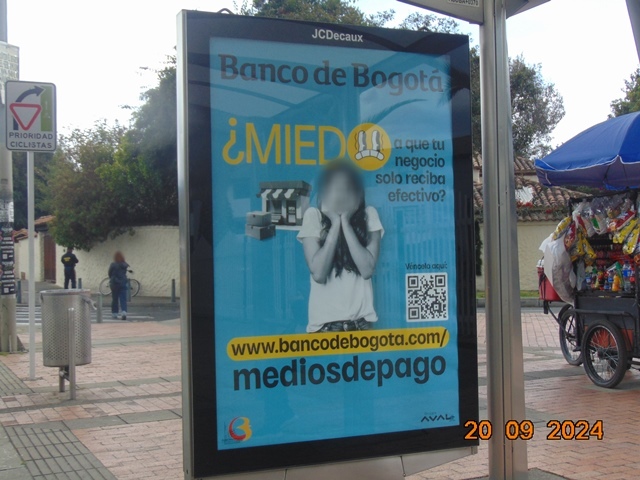 JCDecaux
Banco de Bogotá
¿MIEDO
a que tu
negocio
solo reciba
efectivo?
PRIORIDAD
CICLISTAS
www.bancodebogota.com/
mediosdepago
AVAL
20 09 2024